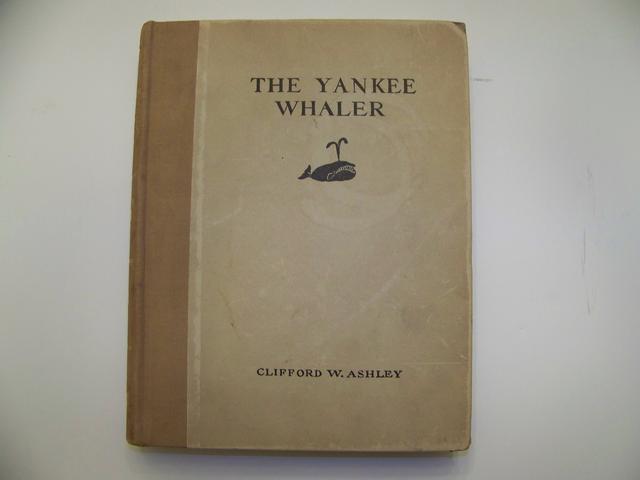 THE YANKEE
WHALER
CLIFFORD W. ASHLEY